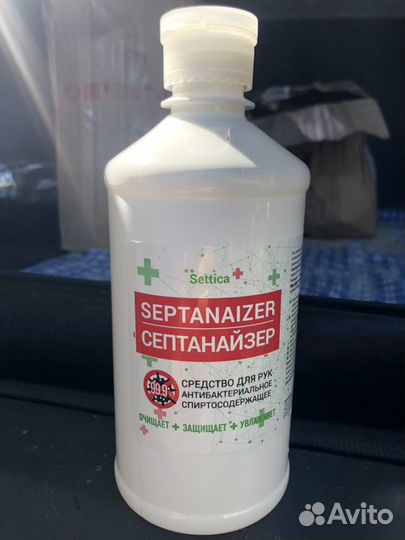 Settica
SEPTANAIZER
СЕПТАНАЙЗЕР
99.9
СРЕДСТВО ДЛЯ РУК
АНТИБАКТЕРИАЛЬНОЕ
СПИРТОСОДЕРЖАЩЕЕ
ОЧИЩАЕТ + ЗАЩИЩАЕТ + УВЛАЖНЯЕТ
Avito